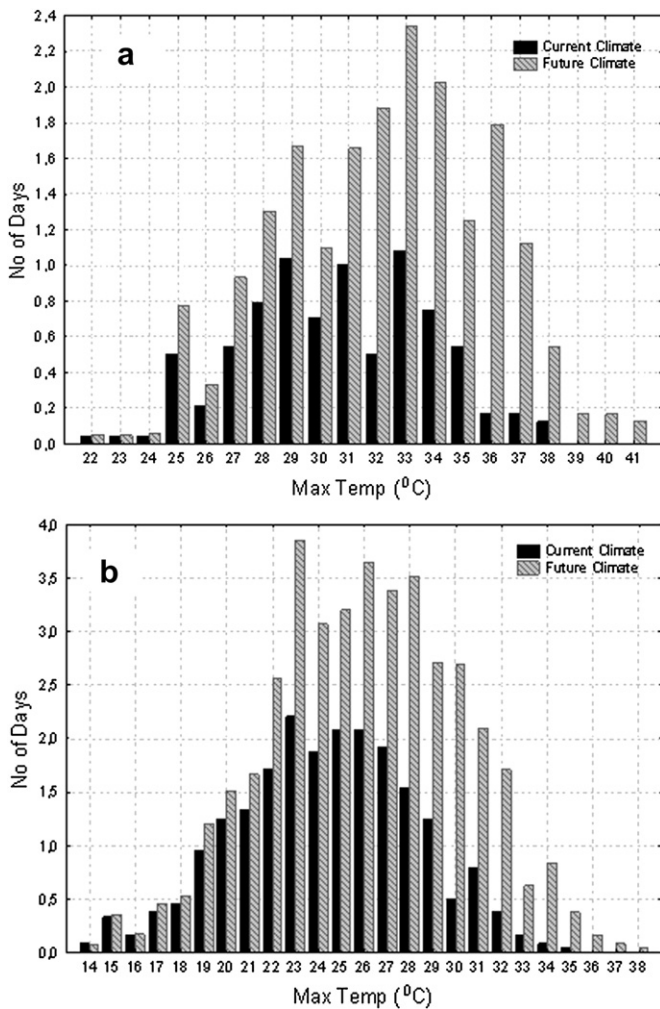 a
Current Climate
Future Climate
2,4
2,2
2,0
1,8
1,6
1,4
1,2
1,0
0,8
0,6
0,4
0,2
0,0
No of Days
22 23 24 25 26 27 28 29 30 31 32 33 34 35 36 37 38 39 40 41
Max Temp (⁰C)
b
Current Climate
Future Climate
4,0
3,5
3,0
2,5
2,0
1,5
1,0
0,5
0,0
No of Days
14 15 16 17 18 19 20 21 22 23 24 25 26 27 28 29 30 31 32 33 34 35 36 37 38
Max Temp (⁰C)